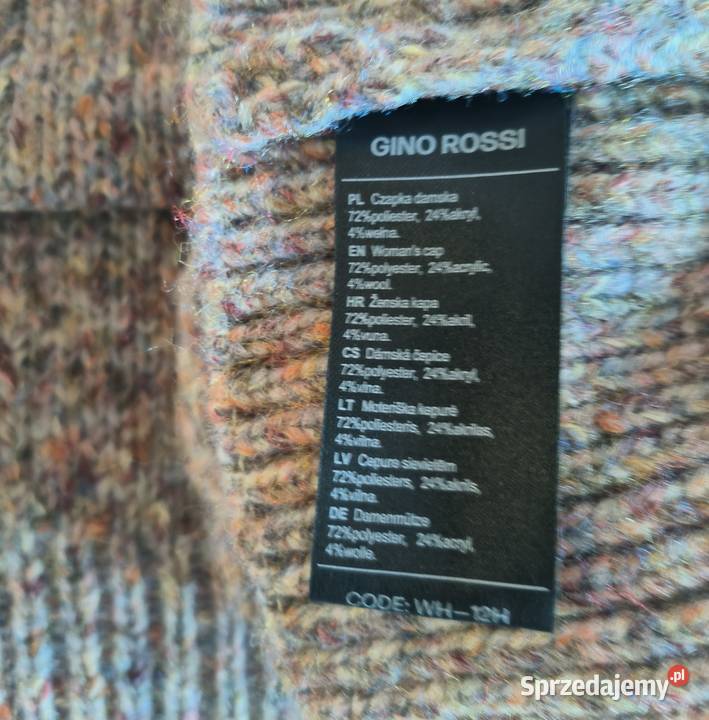 GINO ROSSI
PL Czapka damska
72%poliester, 24%akryl,
4%wełna.
EN Woman's cap
72%polyester, 24%acrylic,
4%wool.
HR Ženska kapa
72%poliester, 24%akril,
4%vuna.
CS Dámská čepice
72%polyester, 24%akryl,
4%vlna.
LT Moteriška kepurė
72%poliesteris, 24%akrilas,
4%vilna.
LV Cepure sievietēm
72%poliesters, 24%akrils,
4%vilna.
DE Damenmütze
72%polyester, 24%acryl,
4%wolle.
CODE: WH-12H
Sprzedajemy.pl